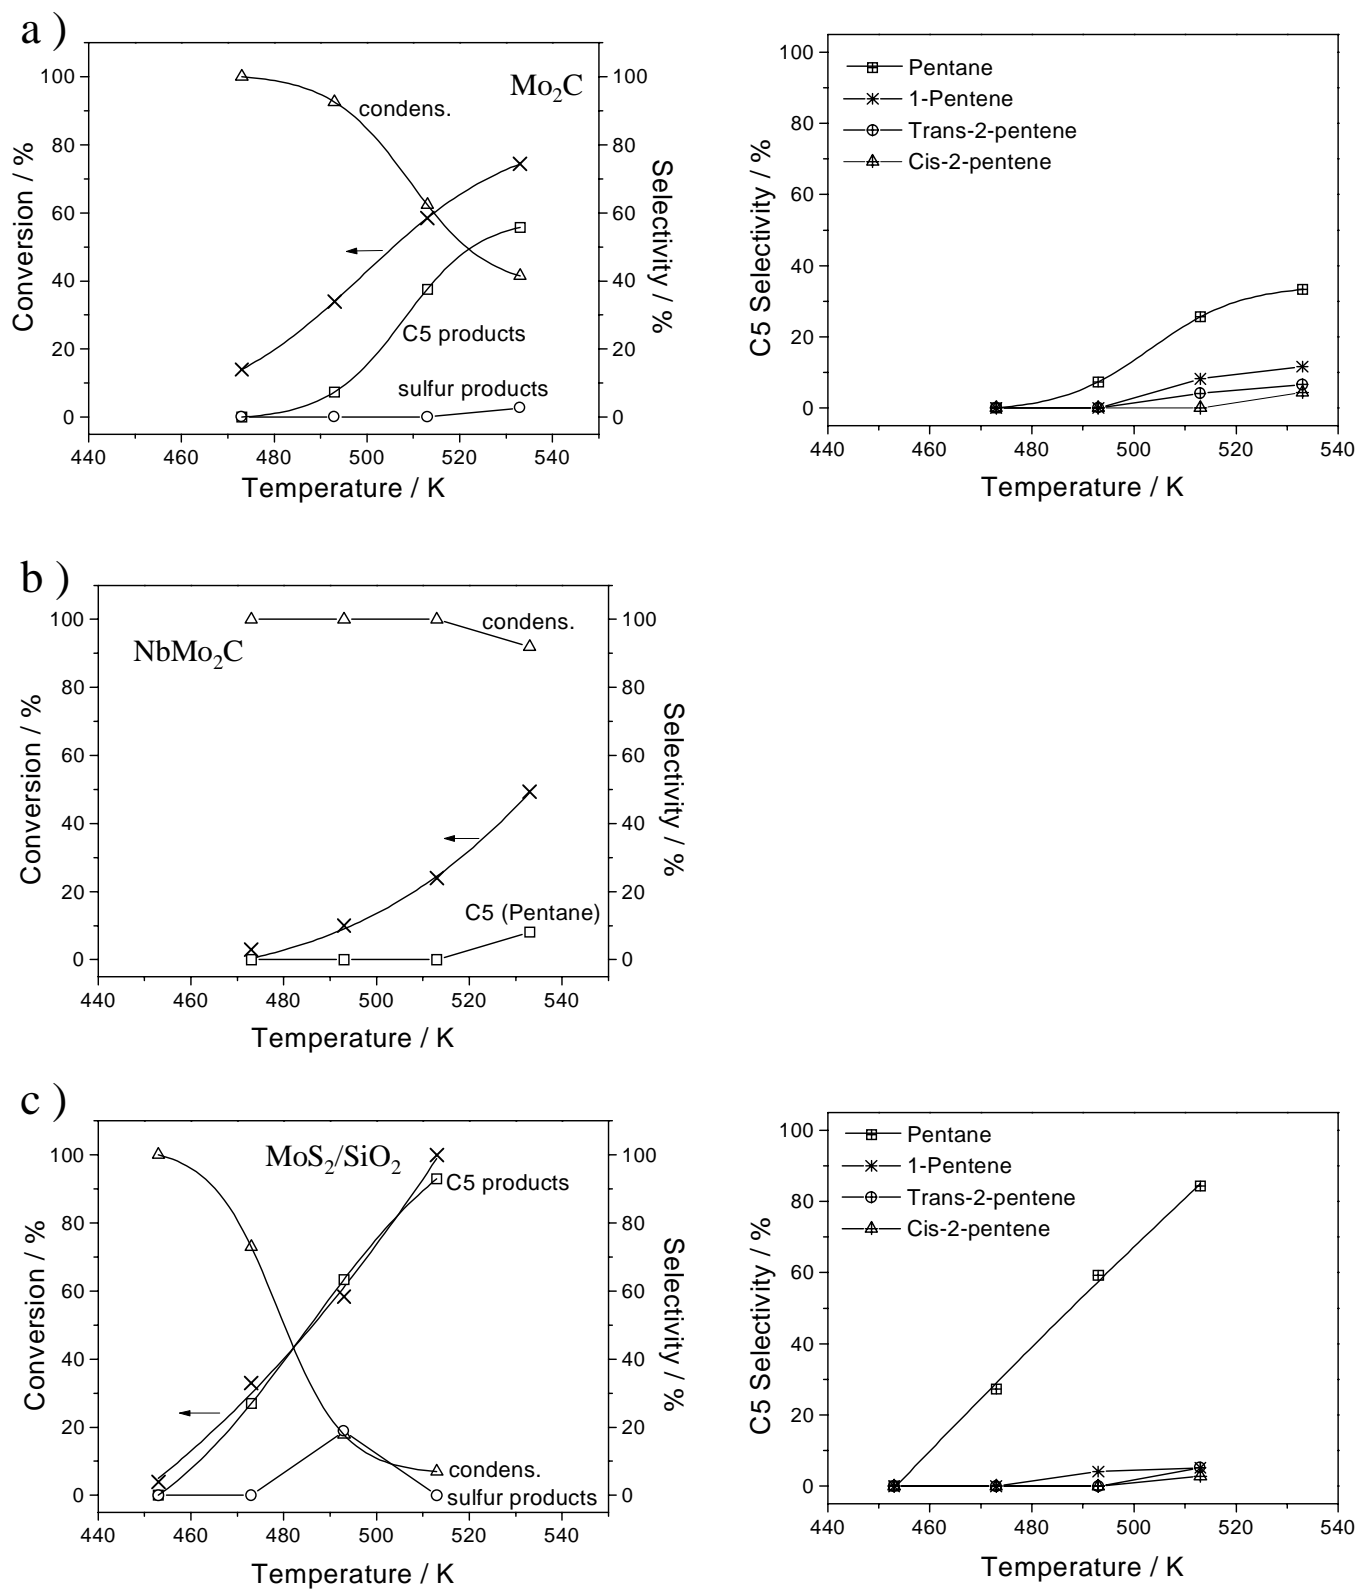 a )
Mo₂C
condens.
C5 products
sulfur products
Conversion / %
Selectivity / %
100
80
60
40
20
0
100
80
60
40
20
0
440 460 480 500 520 540
Temperature / K
Pentane
1-Pentene
Trans-2-pentene
Cis-2-pentene
C5 Selectivity / %
100
80
60
40
20
0
440 460 480 500 520 540
Temperature / K
b )
NbMo₂C
condens.
C5 (Pentane)
Conversion / %
Selectivity / %
100
80
60
40
20
0
100
80
60
40
20
0
440 460 480 500 520 540
Temperature / K
c )
MoS₂/SiO₂
C5 products
condens.
sulfur products
Conversion / %
Selectivity / %
100
80
60
40
20
0
100
80
60
40
20
0
440 460 480 500 520 540
Temperature / K
Pentane
1-Pentene
Trans-2-pentene
Cis-2-pentene
C5 Selectivity / %
100
80
60
40
20
0
440 460 480 500 520 540
Temperature / K